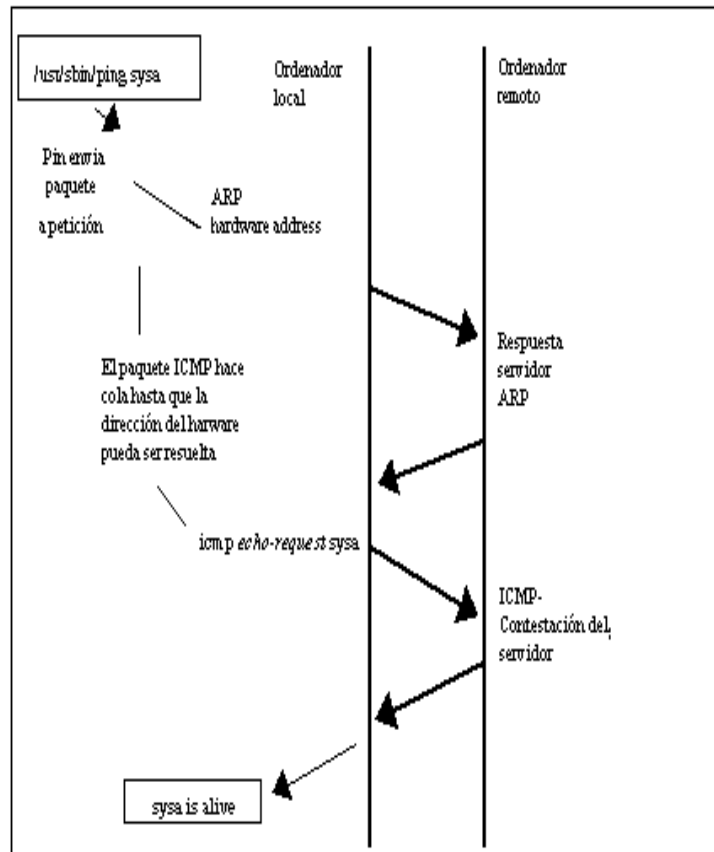 /usr/sbin/ping sysa
Ordenador
local
Ordenador
remoto
Pin envia
paquete
a petición
ARP
hardware address
Respuesta
servidor
ARP
El paquete ICMP hace
cola hasta que la
dirección del harware
pueda ser resuelta
icmp echo-request sysa
ICMP-
Contestación del,
servidor
sysa is alive